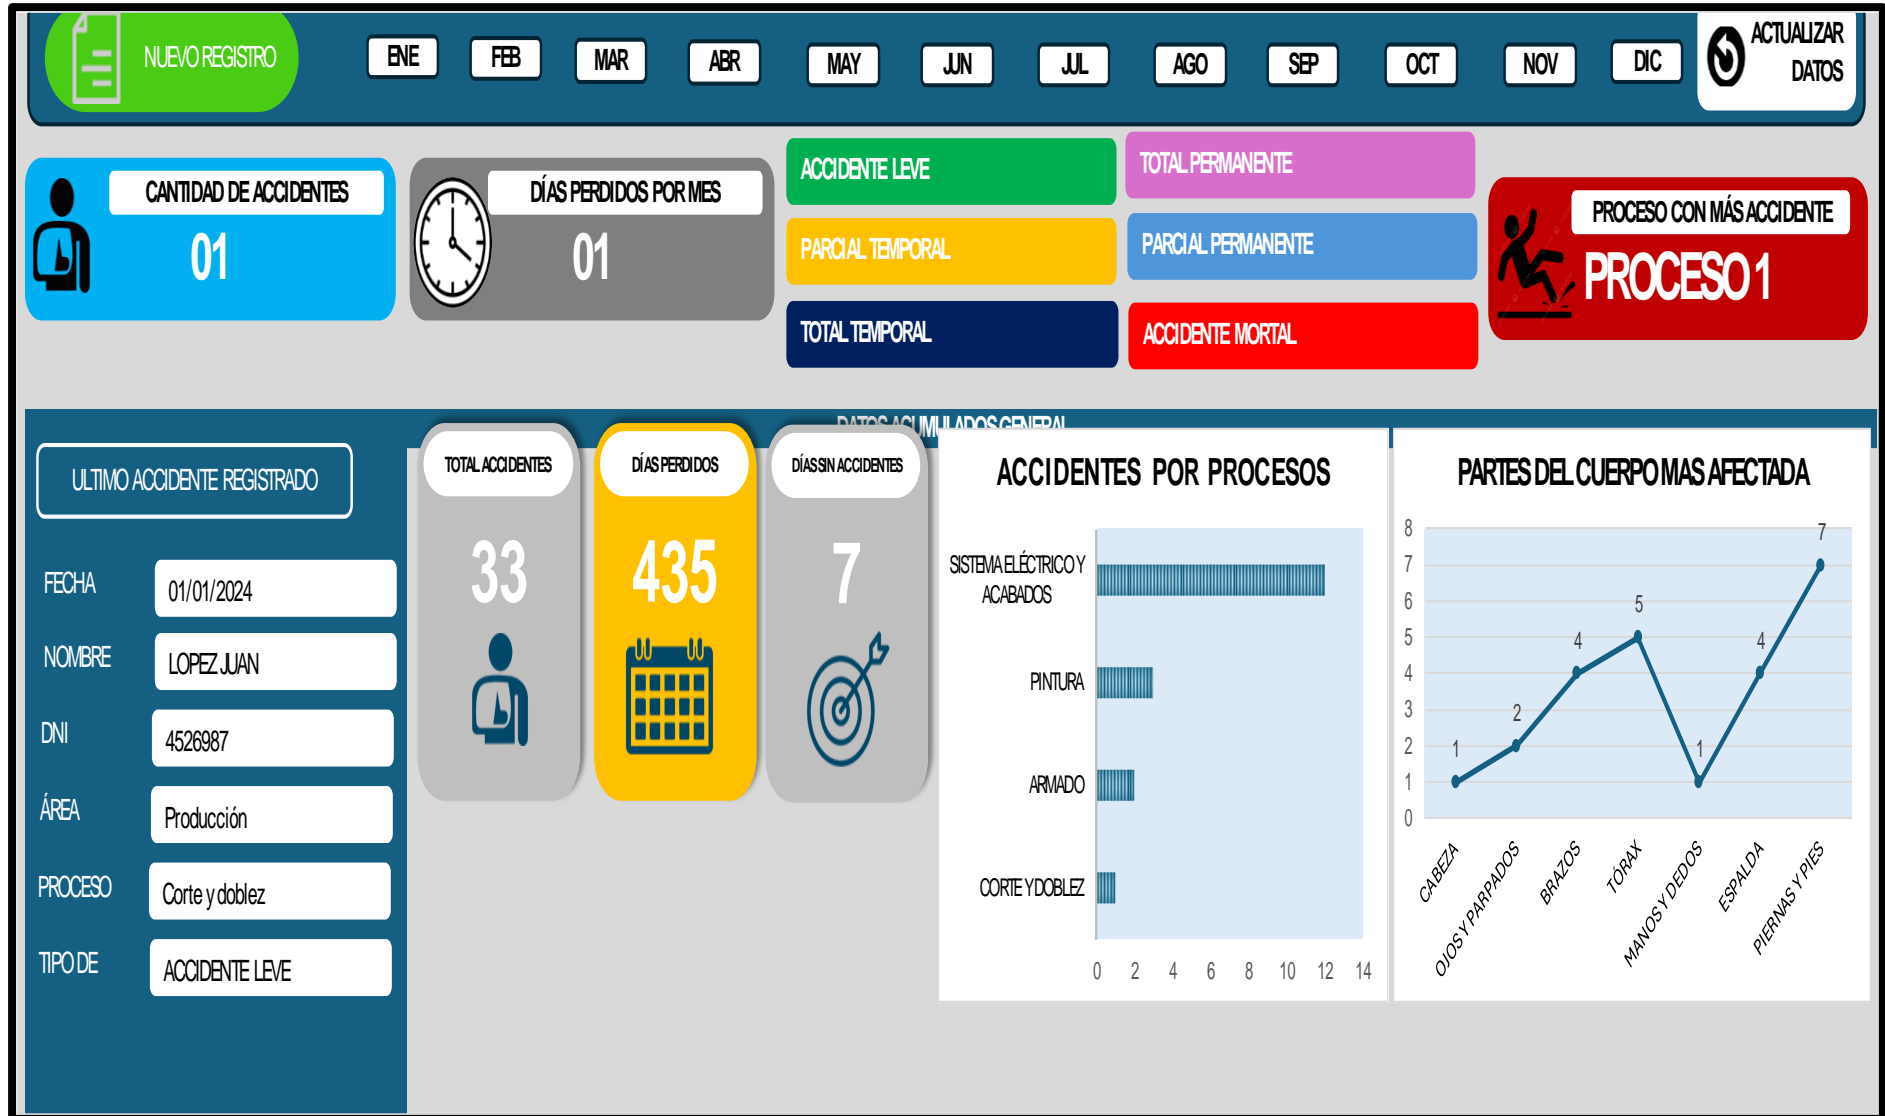 NUEVO REGISTRO
ENE
FEB
MAR
ABR
MAY
JUN
JUL
AGO
SEP
OCT
NOV
DIC
ACTUALIZAR
DATOS
CANTIDAD DE ACCIDENTES
01
DÍAS PERDIDOS POR MES
01
ACCIDENTE LEVE
PARCIAL TEMPORAL
TOTAL TEMPORAL
TOTAL PERMANENTE
PARCIAL PERMANENTE
ACCIDENTE MORTAL
PROCESO CON MÁS ACCIDENTE
PROCESO 1
DATOS ACUMULADOS GENERAL
ULTIMO ACCIDENTE REGISTRADO
FECHA
01/01/2024
NOMBRE
LOPEZ JUAN
DNI
4526987
ÁREA
Producción
PROCESO
Corte y doblez
TIPO DE
ACCIDENTE LEVE
TOTAL ACCIDENTES
33
DÍAS PERDIDOS
435
DÍAS SIN ACCIDENTES
7
ACCIDENTES POR PROCESOS
SISTEMA ELÉCTRICO Y
ACABADOS
PINTURA
ARMADO
CORTE Y DOBLEZ
0 2 4 6 8 10 12 14
PARTES DEL CUERPO MAS AFECTADA
8
7
6
5
4
3
2
1
0
1
2
4
5
1
4
7
CABEZA
OJOS Y PARPADOS
BRAZOS
TÓRAX
MANOS Y DEDOS
ESPALDA
PIERNAS Y PIES